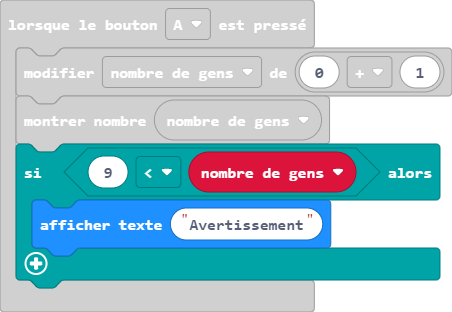 lorsque le bouton A est pressé
modifier nombre de gens de 0 + 1
montrer nombre nombre de gens
si 9 < nombre de gens alors
afficher texte "Avertissement"